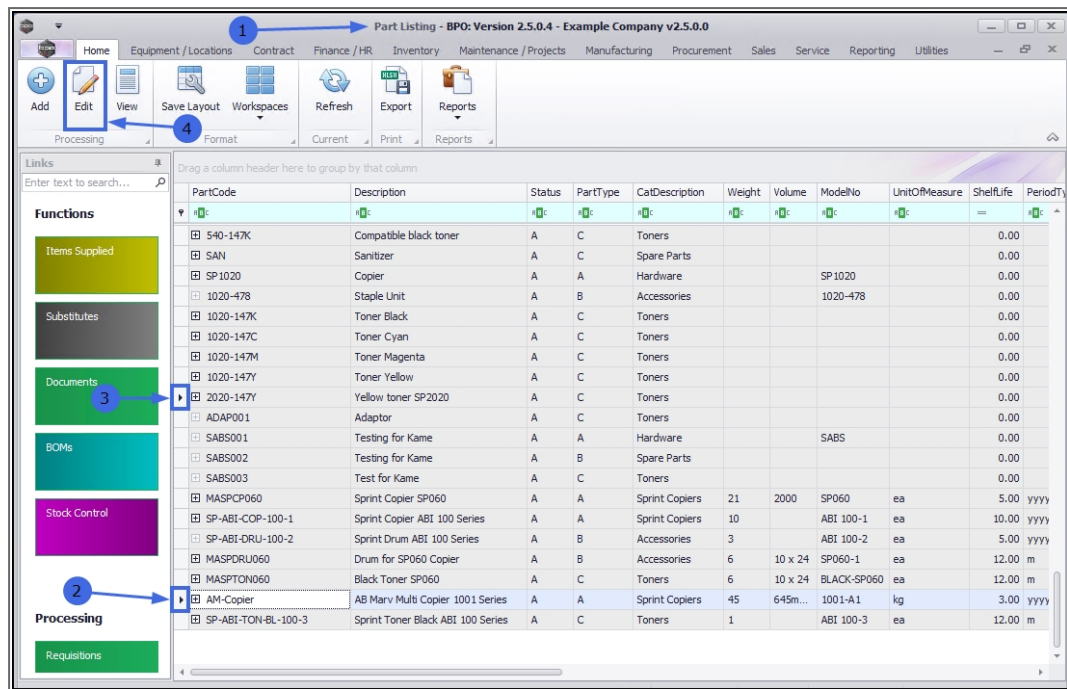 1
Part Listing - BPO: Version 2.5.0.4 - Example Company v2.5.0.0
Home Equipment / Locations Contract Finance / HR Inventory Maintenance / Projects Manufacturing Procurement Sales Service Reporting Utilities
Add Edit View Save Layout Workspaces Refresh Export Reports
4
Processing Format Current Print Reports
Links
Drag a column header here to group by that column
Enter text to search...
PartCode Description Status PartType CatDescription Weight Volume ModelNo UnitOfMeasure ShelfLife PeriodTy
Functions
=
540-147K Compatible black toner A C Toners 0.00
Items Supplied
SAN Sanitizer A C Spare Parts 0.00
SP1020 Copier A A Hardware SP1020 0.00
1020-478 Staple Unit A B Accessories 1020-478 0.00
Substitutes
1020-147K Toner Black A C Toners 0.00
1020-147C Toner Cyan A C Toners 0.00
1020-147M Toner Magenta A C Toners 0.00
1020-147Y Toner Yellow A C Toners 0.00
Documents
3
2020-147Y Yellow toner SP2020 A C Toners 0.00
ADAP001 Adaptor A C Toners 0.00
SABS001 Testing for Kame A A Hardware SABS 0.00
BOMs
SABS002 Testing for Kame A B Spare Parts 0.00
SABS003 Test for Kame A C Toners 0.00
MASPCP060 Sprint Copier SP060 A A Sprint Copiers 21 2000 SP060 ea 5.00 yyyy
Stock Control
SP-ABI-COP-100-1 Sprint Copier ABI 100 Series A A Sprint Copiers 10 ABI 100-1 ea 10.00 yyyy
SP-ABI-DRU-100-2 Sprint Drum ABI 100 Series A B Accessories 3 ABI 100-2 ea 5.00 yyyy
MASPDRU060 Drum for SP060 Copier A B Accessories 6 10 x 24 SP060-1 ea 12.00 m
MASPTON060 Black Toner SP060 A C Toners 6 10 x 24 BLACK-SP060 ea 12.00 m
2
AM-Copier AB Marv Multi Copier 1001 Series A A Sprint Copiers 45 645m... 1001-A1 kg 3.00 yyyy
Processing
SP-ABI-TON-BL-100-3 Sprint Toner Black ABI 100 Series A C Toners 1 ABI 100-3 ea 12.00 m
Requisitions